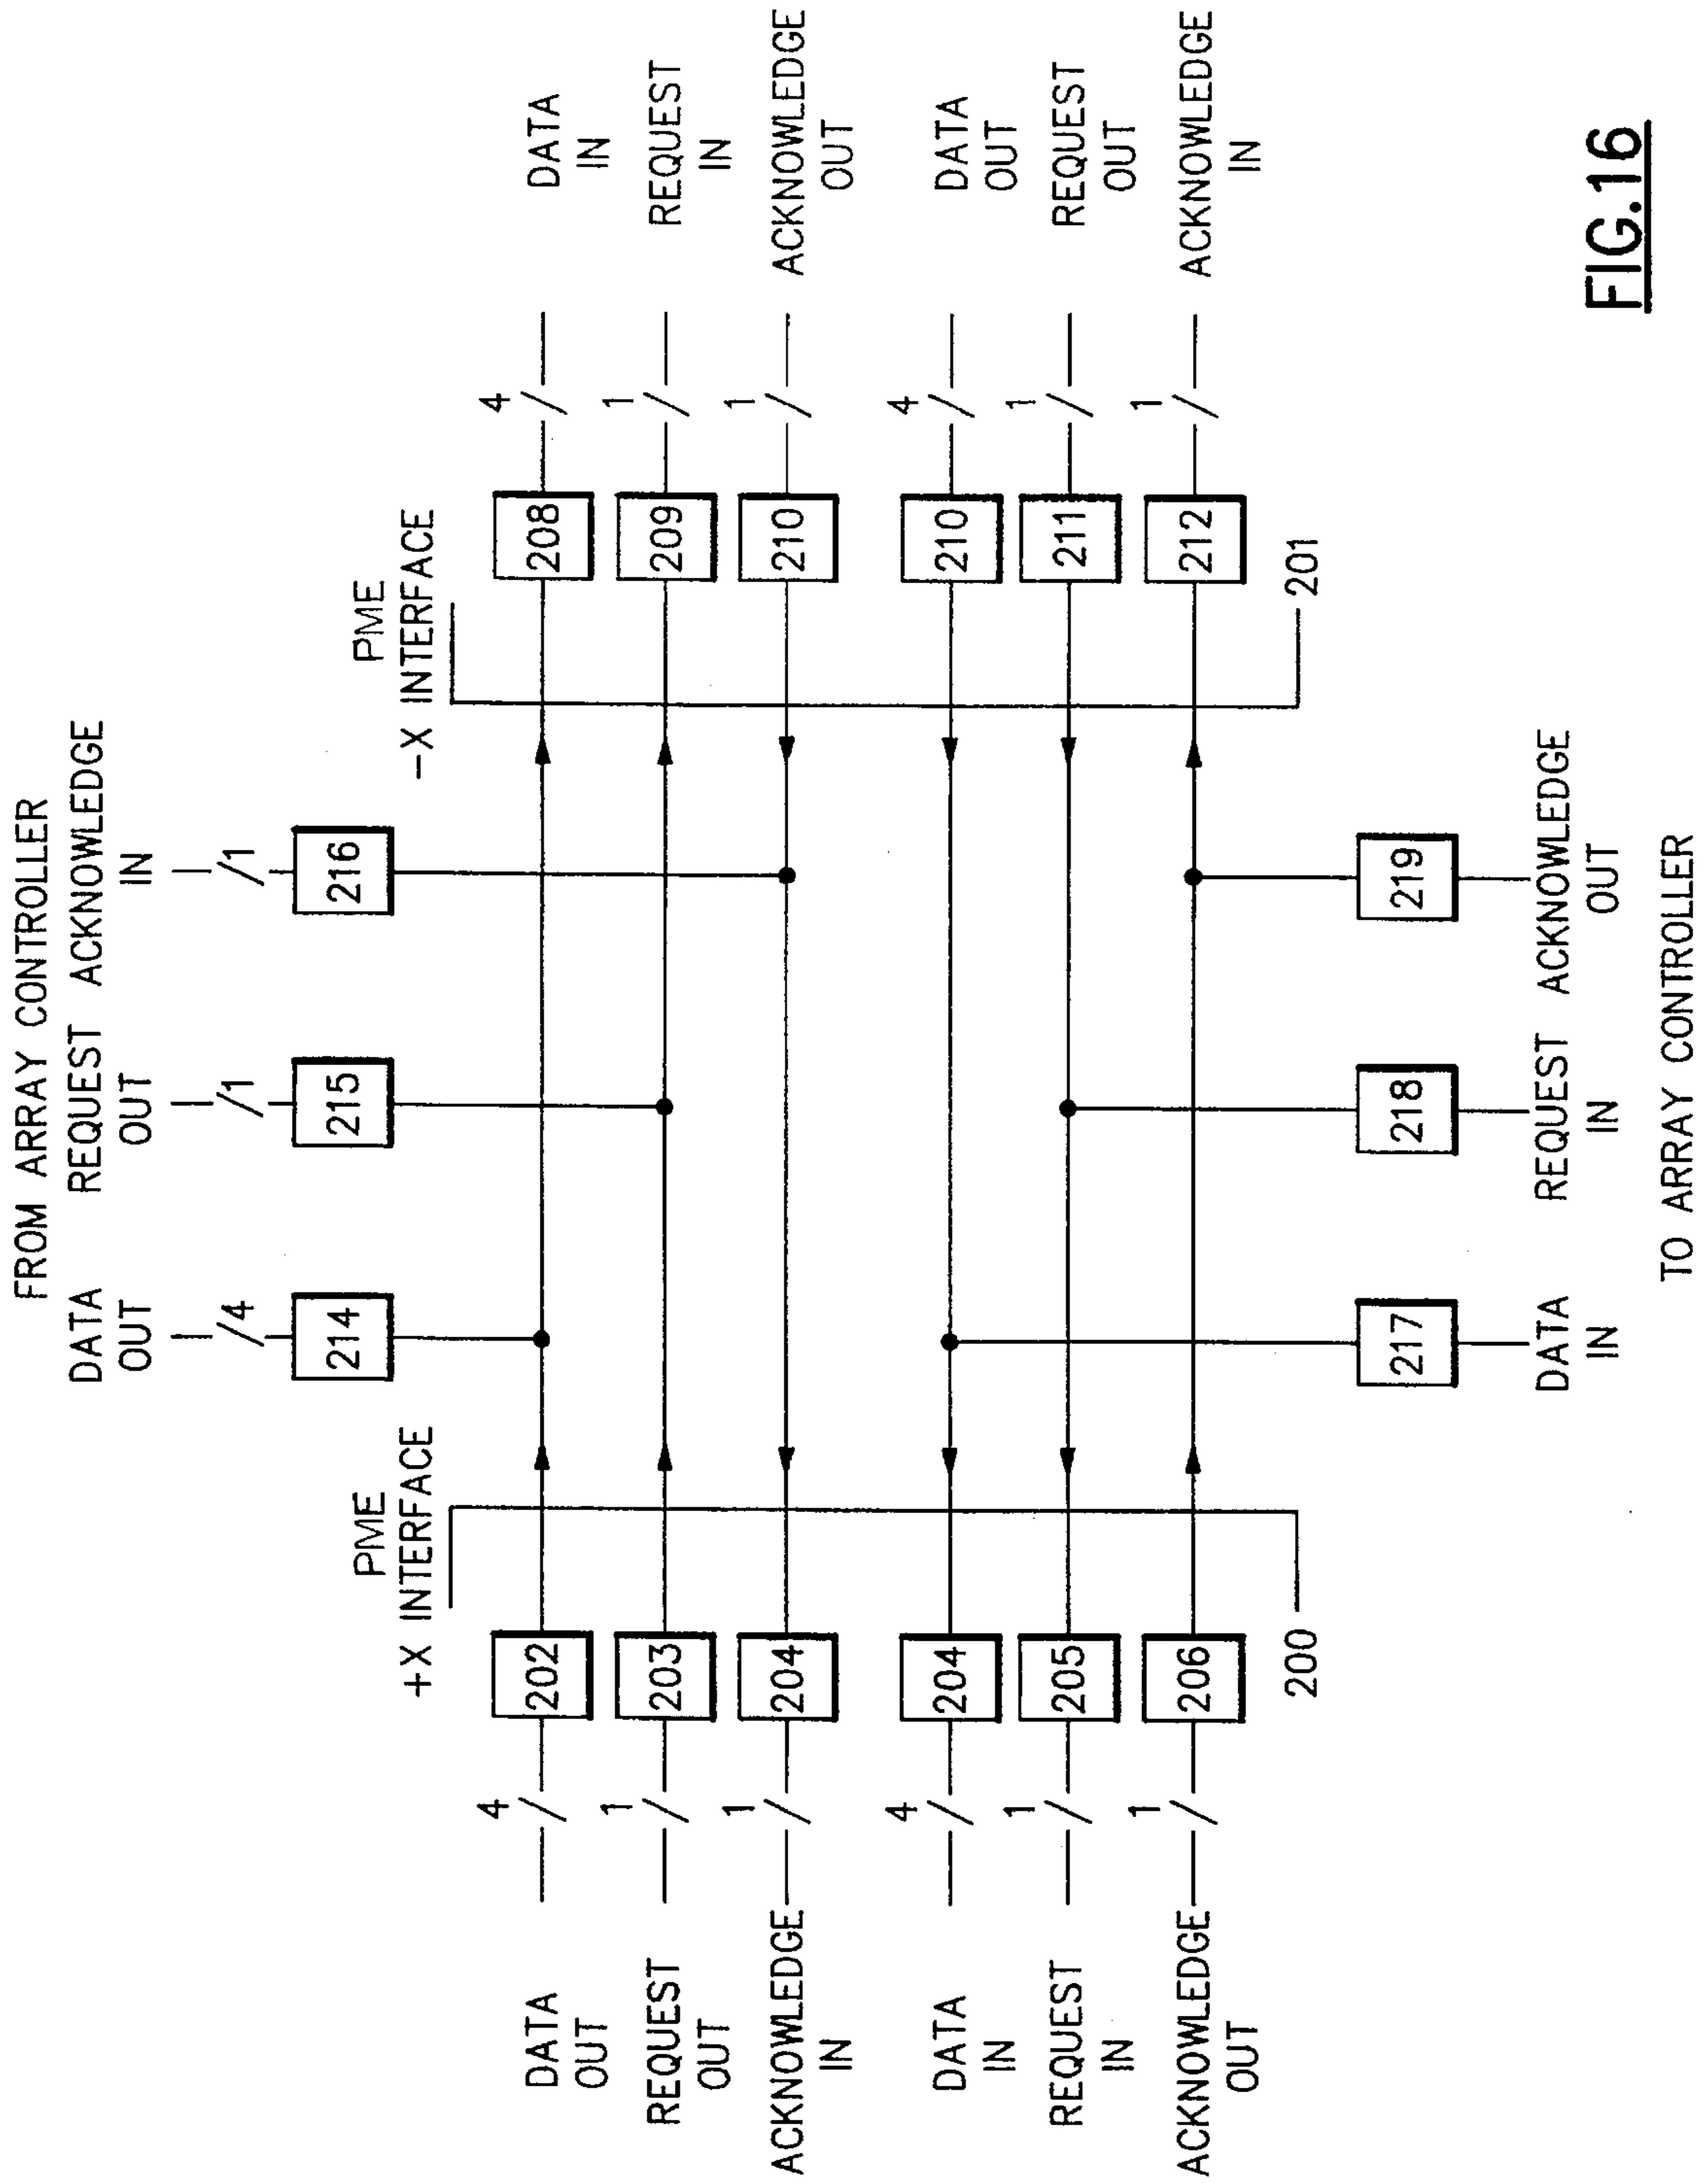 FROM ARRAY CONTROLLER
DATA
OUT
REQUEST
OUT
ACKNOWLEDGE
IN
4
1
1
214
215
216
PME
+X INTERFACE
PME
-X INTERFACE
DATA
OUT
4
202
208
4
DATA
IN
REQUEST
OUT
1
203
209
1
REQUEST
IN
ACKNOWLEDGE
IN
1
204
210
1
ACKNOWLEDGE
OUT
DATA
IN
4
204
210
4
DATA
OUT
REQUEST
IN
1
205
211
1
REQUEST
OUT
ACKNOWLEDGE
OUT
1
206
212
1
ACKNOWLEDGE
IN
200
201
217
218
219
DATA
IN
REQUEST
IN
ACKNOWLEDGE
OUT
TO ARRAY CONTROLLER
FIG.16